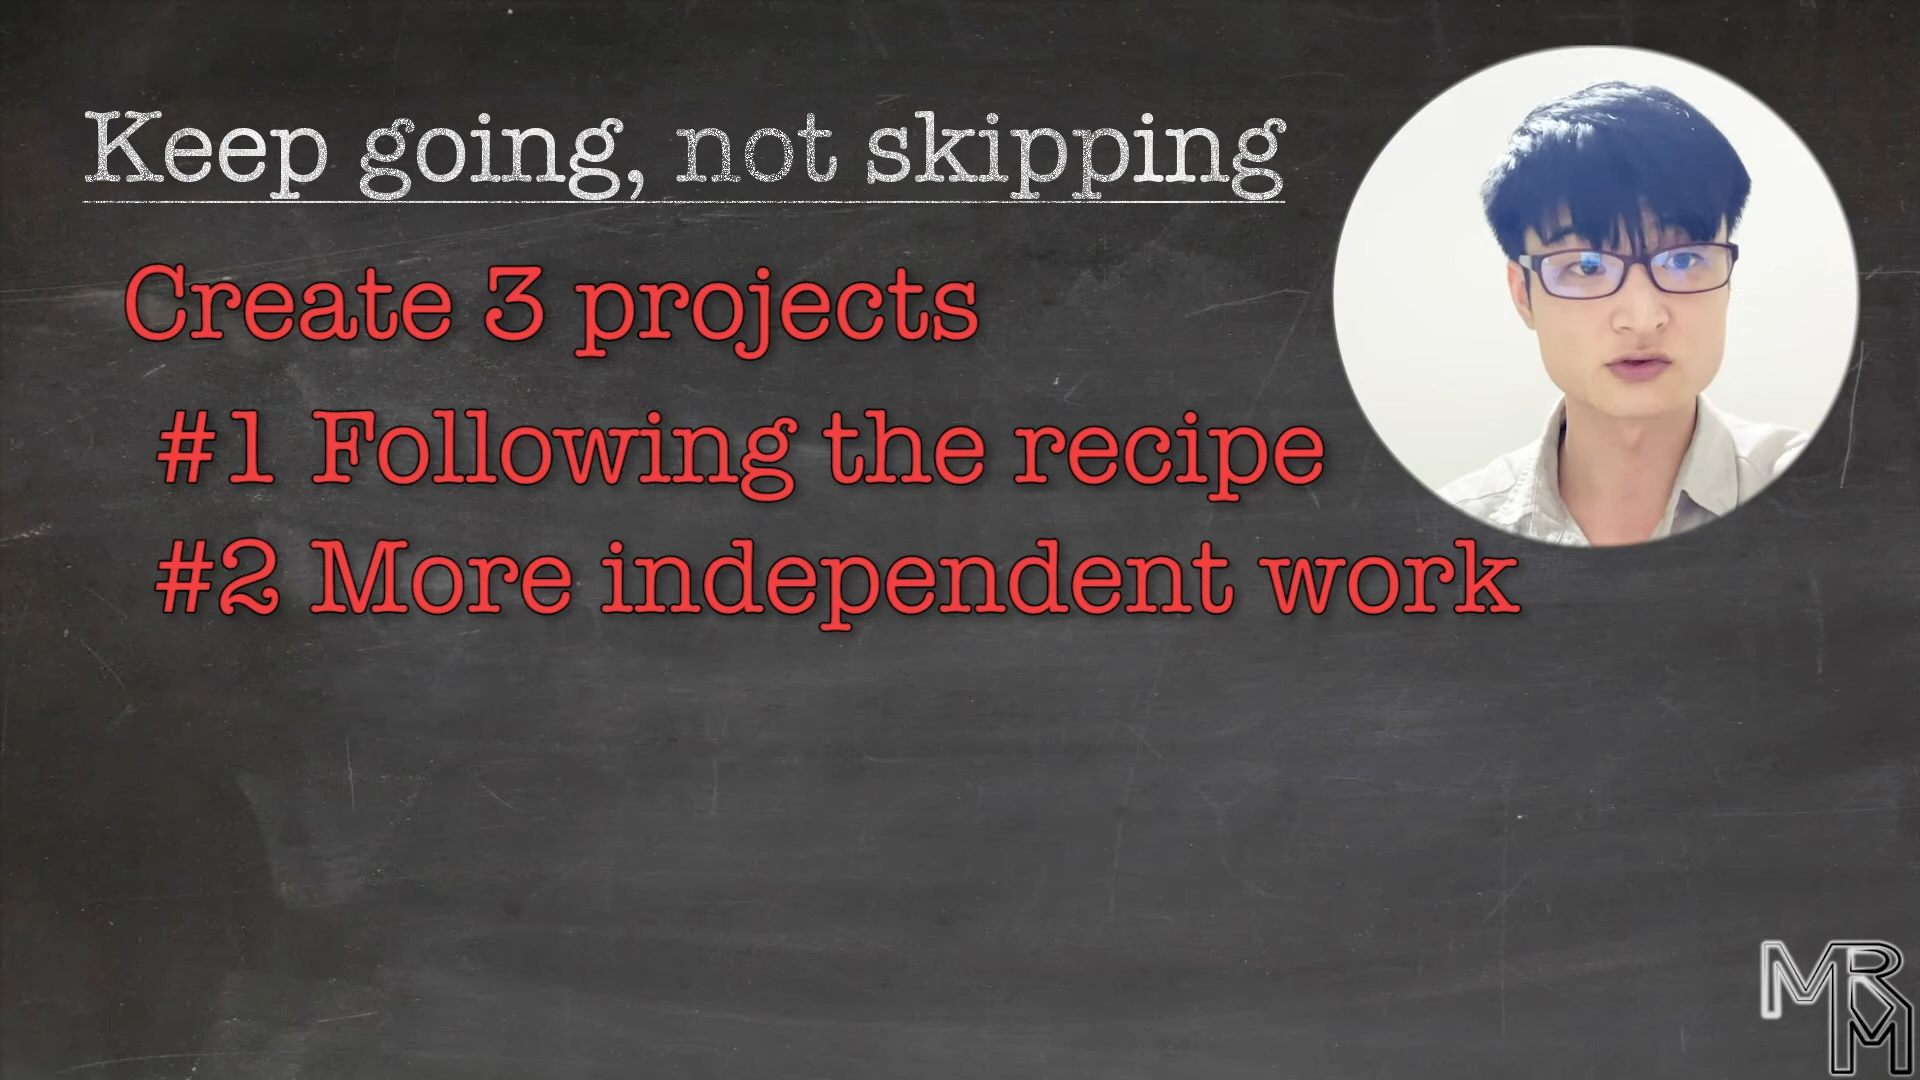 Keep going, not skipping
Create 3 projects
#1 Following the recipe
#2 More independent work
MRM